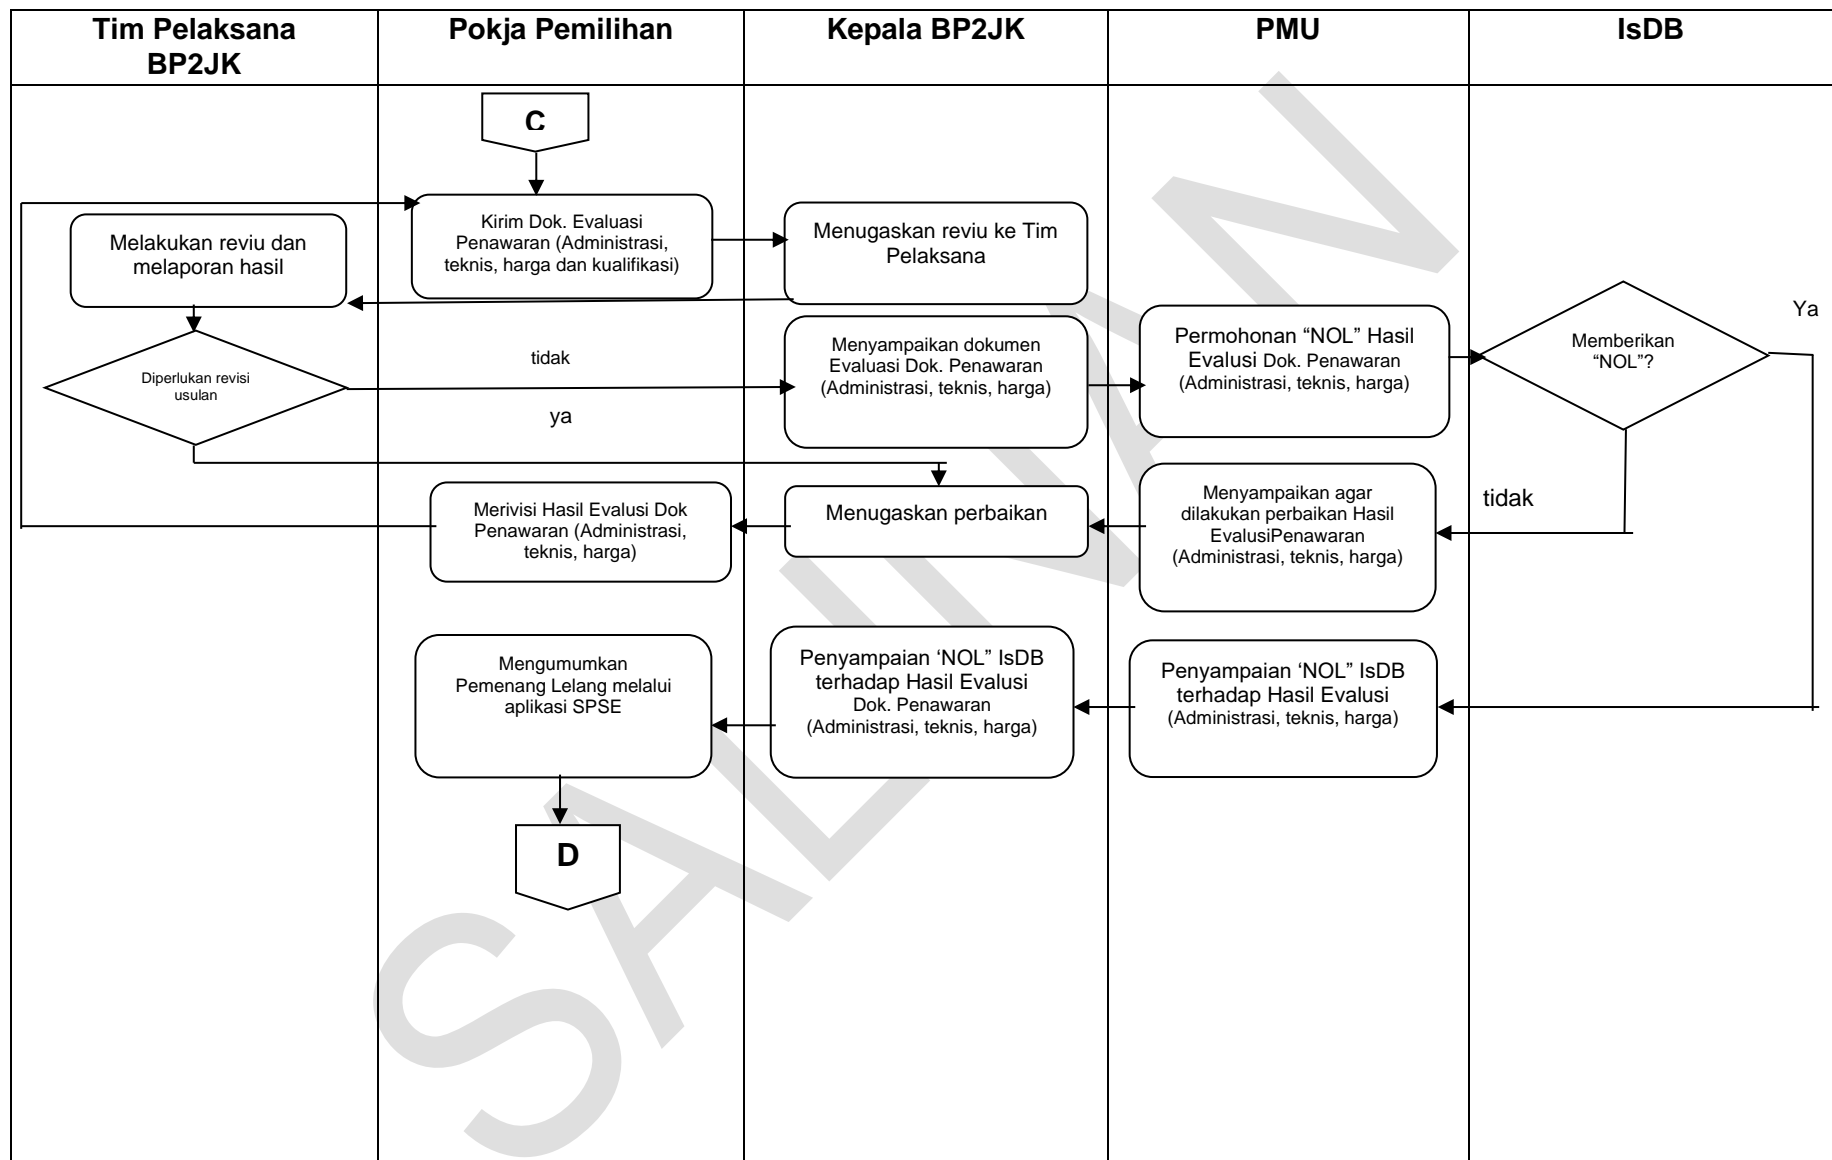 Tim Pelaksana
BP2JK
Pokja Pemilihan
Kepala BP2JK
PMU
IsDB
C
Kirim Dok. Evaluasi
Penawaran (Administrasi,
teknis, harga dan kualifikasi)
Menugaskan reviu ke Tim
Pelaksana
Melakukan reviu dan
melaporan hasil
Diperlukan revisi
usulan
tidak
ya
Menyampaikan dokumen
Evaluasi Dok. Penawaran
(Administrasi, teknis, harga)
Permohonan “NOL” Hasil
Evalusi Dok. Penawaran
(Administrasi, teknis, harga)
Memberikan
“NOL”?
Ya
tidak
Merivisi Hasil Evalusi Dok
Penawaran (Administrasi,
teknis, harga)
Menugaskan perbaikan
Menyampaikan agar
dilakukan perbaikan Hasil
EvalusiPenawaran
(Administrasi, teknis, harga)
Mengumumkan
Pemenang Lelang melalui
aplikasi SPSE
Penyampaian ‘NOL” IsDB
terhadap Hasil Evalusi
Dok. Penawaran
(Administrasi, teknis, harga)
Penyampaian ‘NOL” IsDB
terhadap Hasil Evalusi
(Administrasi, teknis, harga)
D
SALINAN